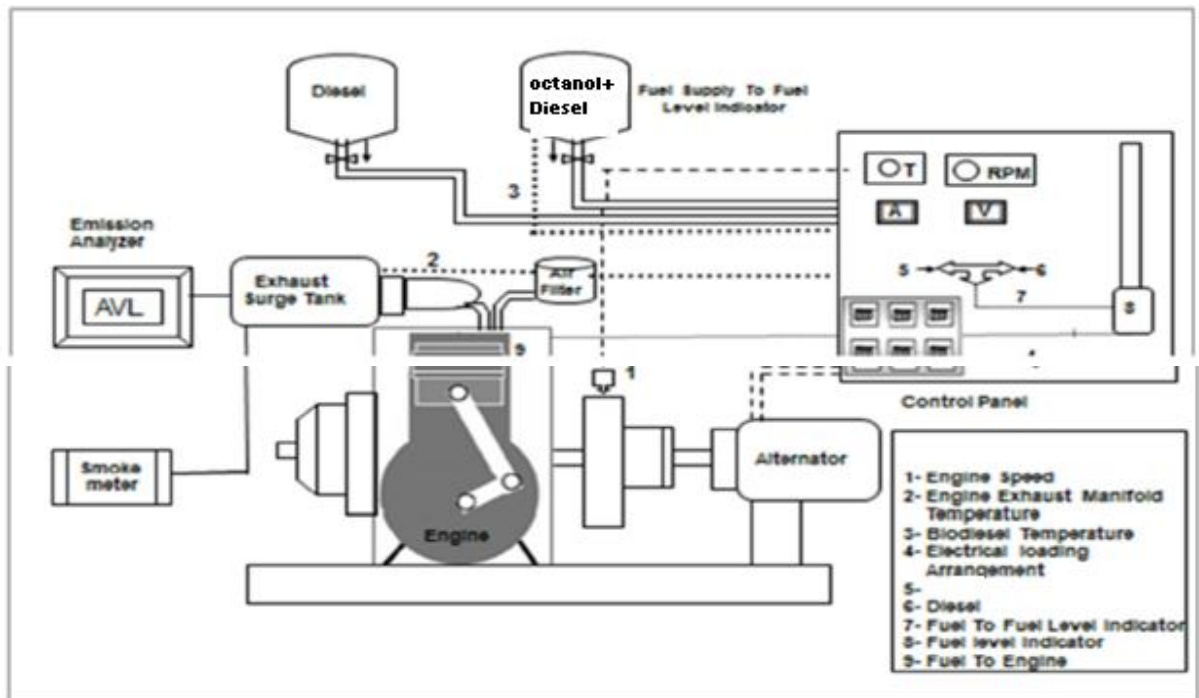 Diesel
octanol+
Diesel
Fuel Supply To Fuel
Level Indicator
3
T
RPM
A
V
Emission
Analyzer
AVL
2
Exhaust
Surge Tank
Air
Filter
5
6
7
8
9
1
Control Panel
Smoke
meter
Alternator
Engine
1- Engine Speed
2- Engine Exhaust Manifold
Temperature
3- Biodiesel Temperature
4- Electrical loading
Arrangement
5-
6- Diesel
7- Fuel To Fuel Level Indicator
8- Fuel level Indicator
9- Fuel To Engine